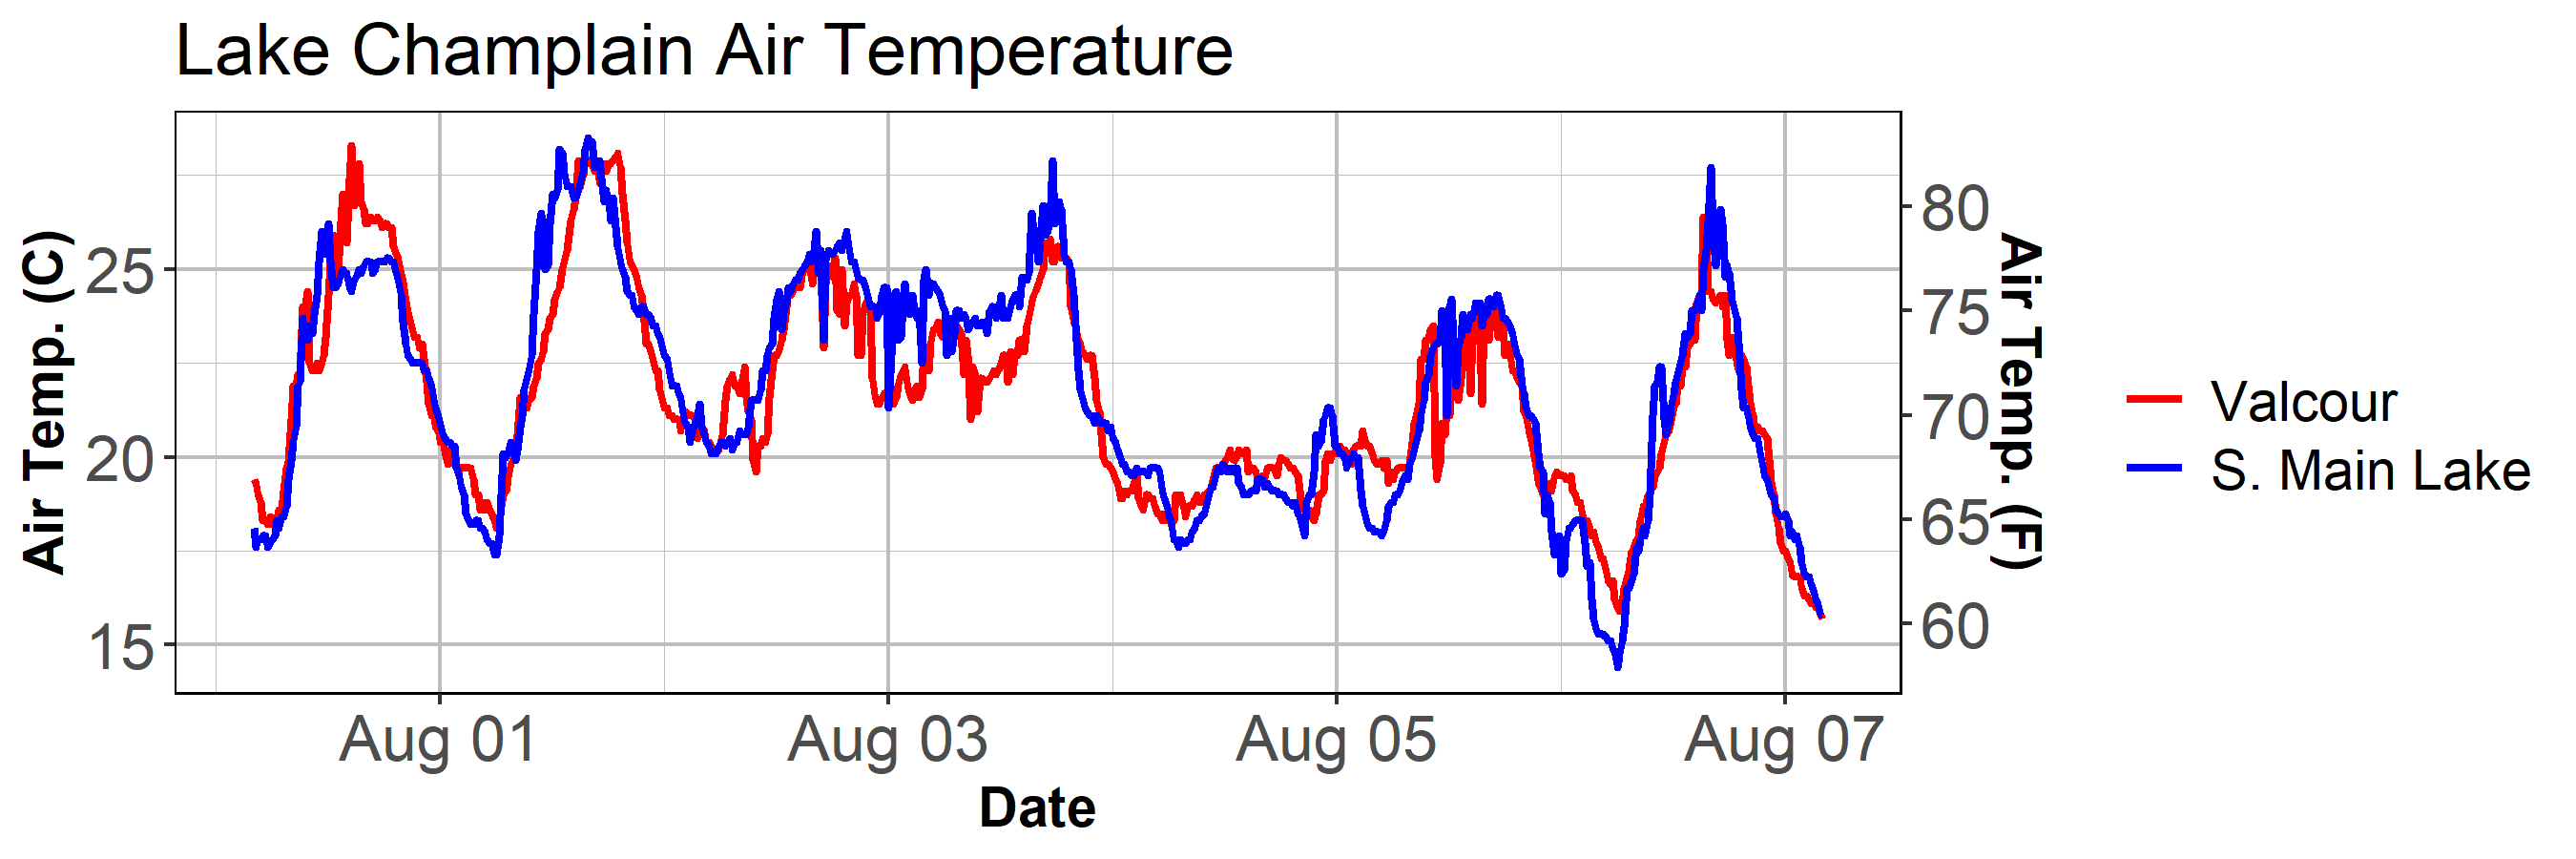 Lake Champlain Air Temperature
Air Temp. (C)
25
20
15
80
75
70
65
60
Air Temp. (F)
Aug 01
Aug 03
Aug 05
Aug 07
Date
Valcour
S. Main Lake